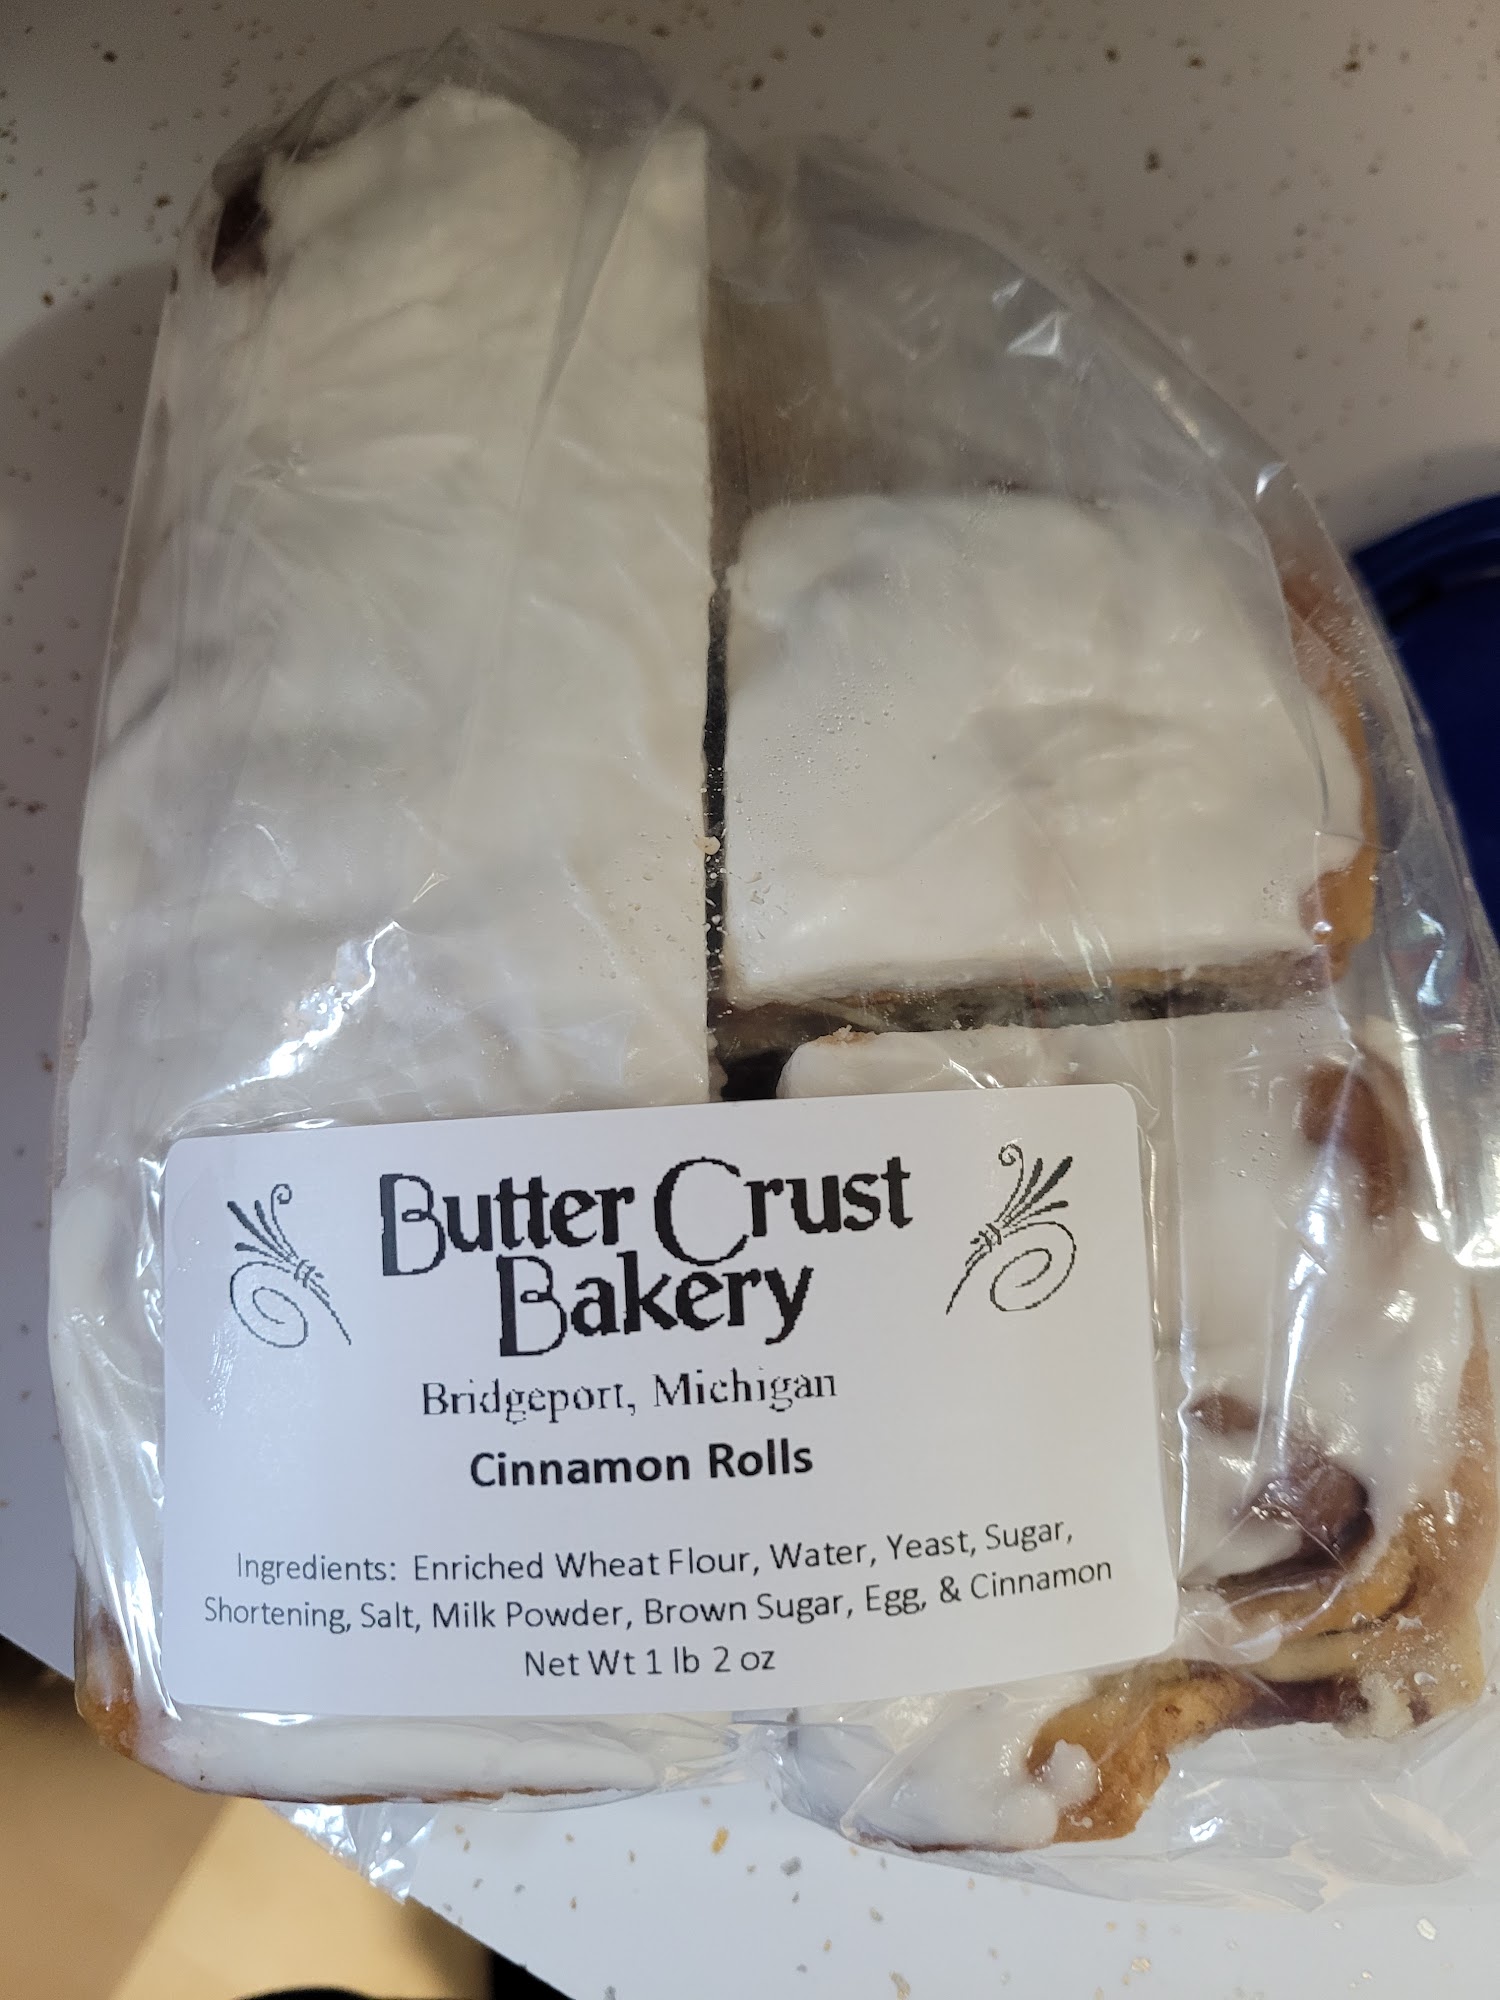 Butter Crust
Bakery
Bridgeport, Michigan
Cinnamon Rolls
Ingredients: Enriched Wheat Flour, Water, Yeast, Sugar,
Shortening, Salt, Milk Powder, Brown Sugar, Egg, & Cinnamon
Net Wt 1 lb 2 oz